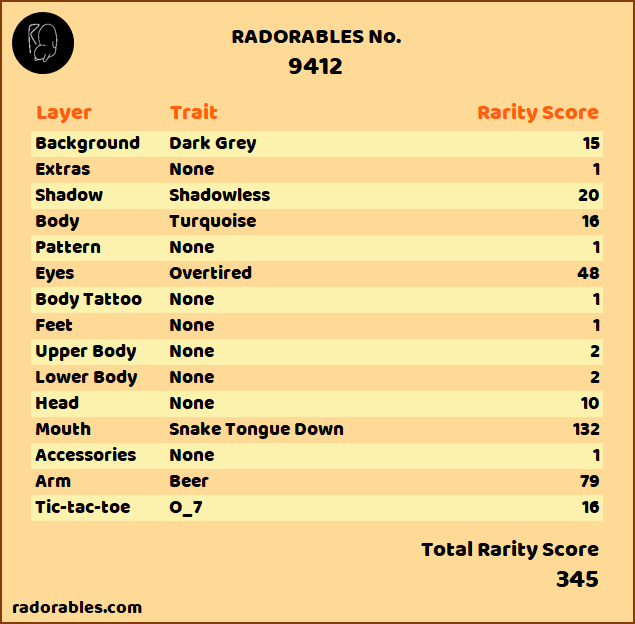 RADORABLES No.
9412
Layer Trait Rarity Score
Background Dark Grey 15
Extras None 1
Shadow Shadowless 20
Body Turquoise 16
Pattern None 1
Eyes Overtired 48
Body Tattoo None 1
Feet None 1
Upper Body None 2
Lower Body None 2
Head None 10
Mouth Snake Tongue Down 132
Accessories None 1
Arm Beer 79
Tic-tac-toe O_7 16
Total Rarity Score
345
radorables.com